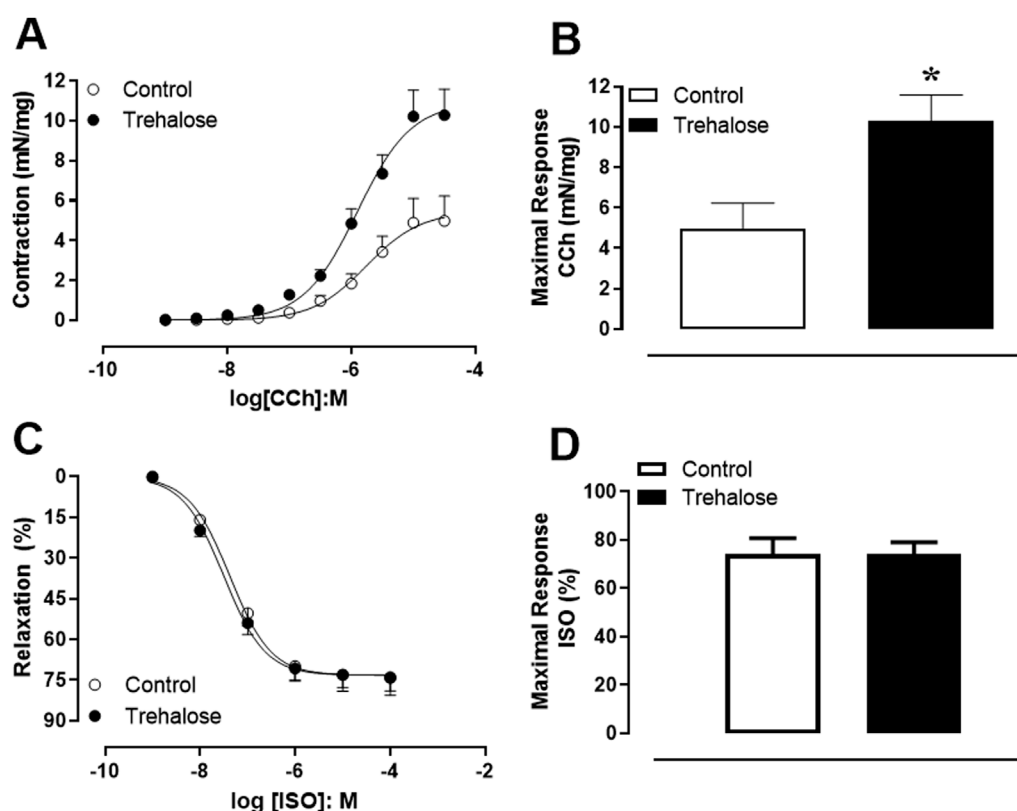 A
Control
Trehalose
Contraction (mN/mg)
12
10
8
6
4
2
0
-10
-8
-6
-4
log[CCh]:M
B
*
Control
Trehalose
Maximal Response
CCh (mN/mg)
12
10
8
6
4
2
0
C
Relaxation (%)
0
15
30
45
60
75
90
Control
Trehalose
-10
-8
-6
-4
-2
log [ISO]: M
D
Control
Trehalose
Maximal Response
ISO (%)
100
80
60
40
20
0